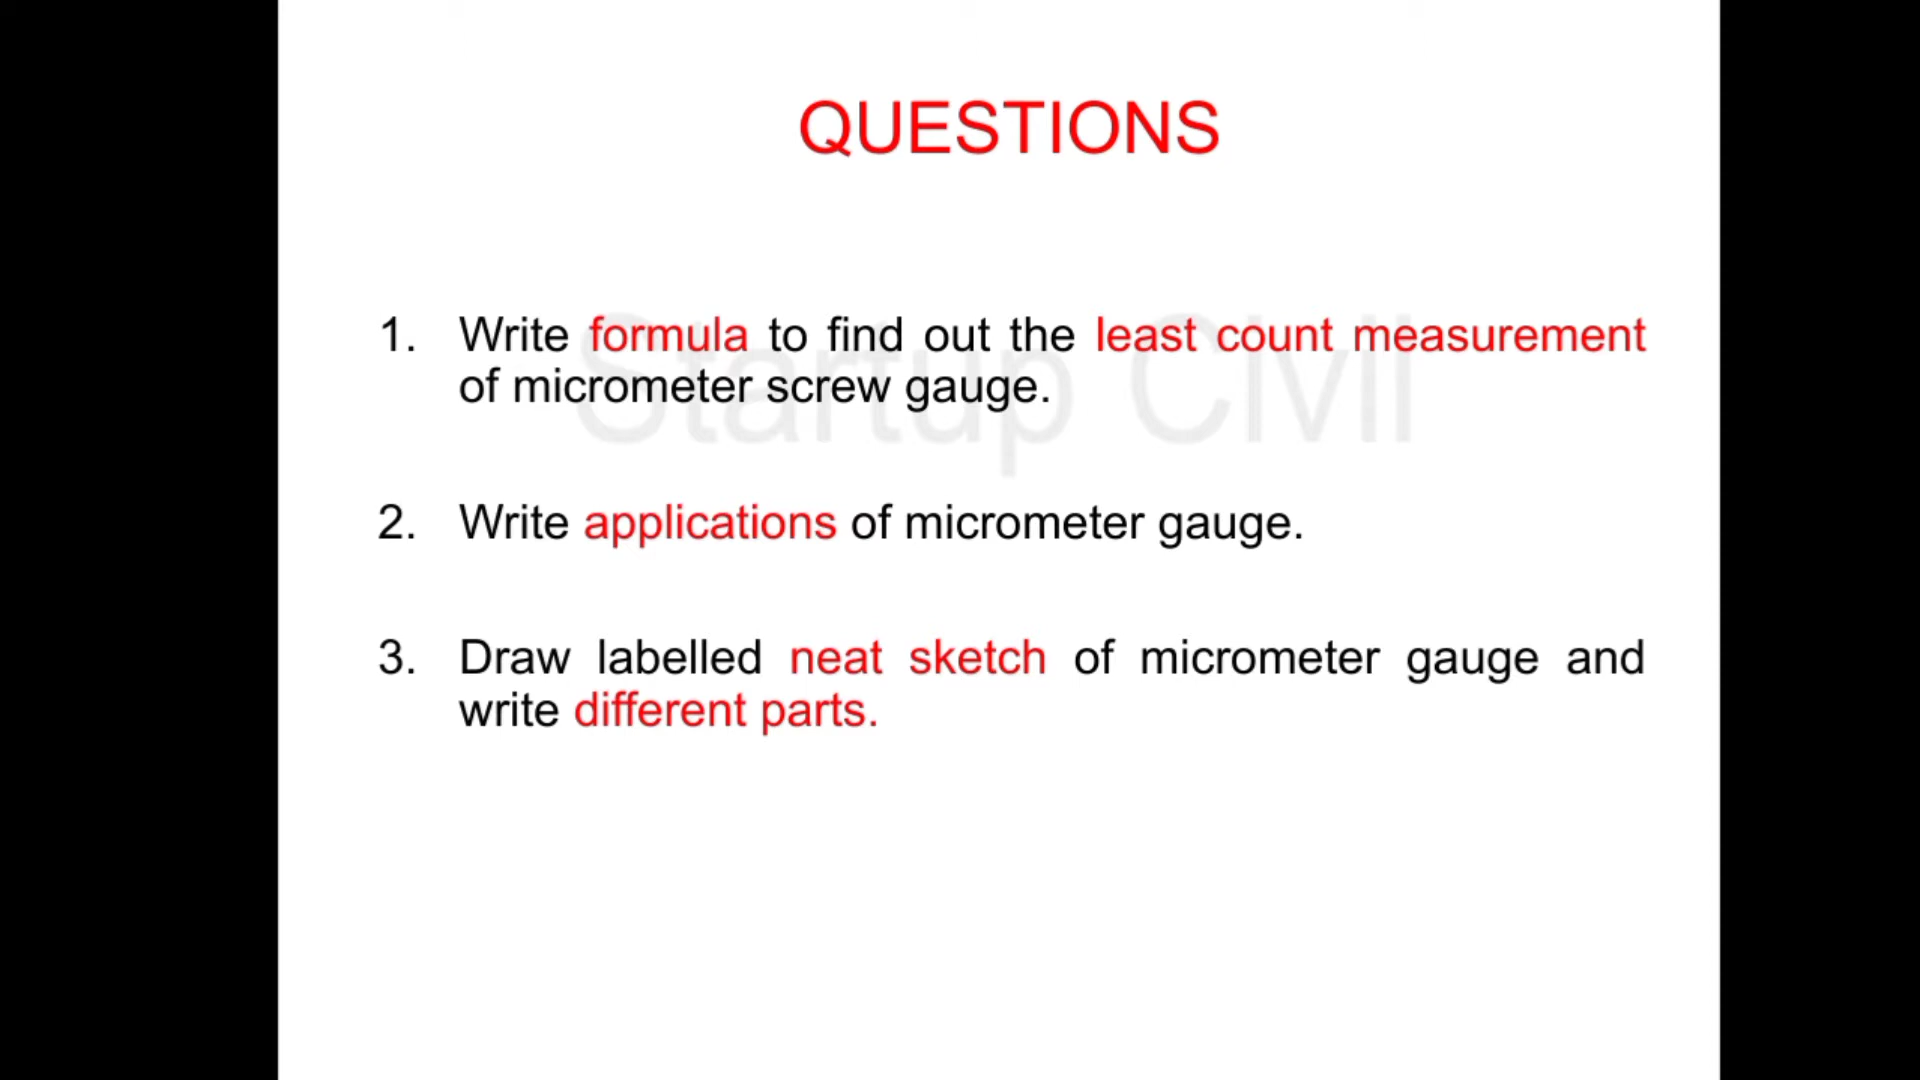 QUESTIONS
Startup Civil
1. Write formula to find out the least count measurement
of micrometer screw gauge.
2. Write applications of micrometer gauge.
3. Draw labelled neat sketch of micrometer gauge and
write different parts.